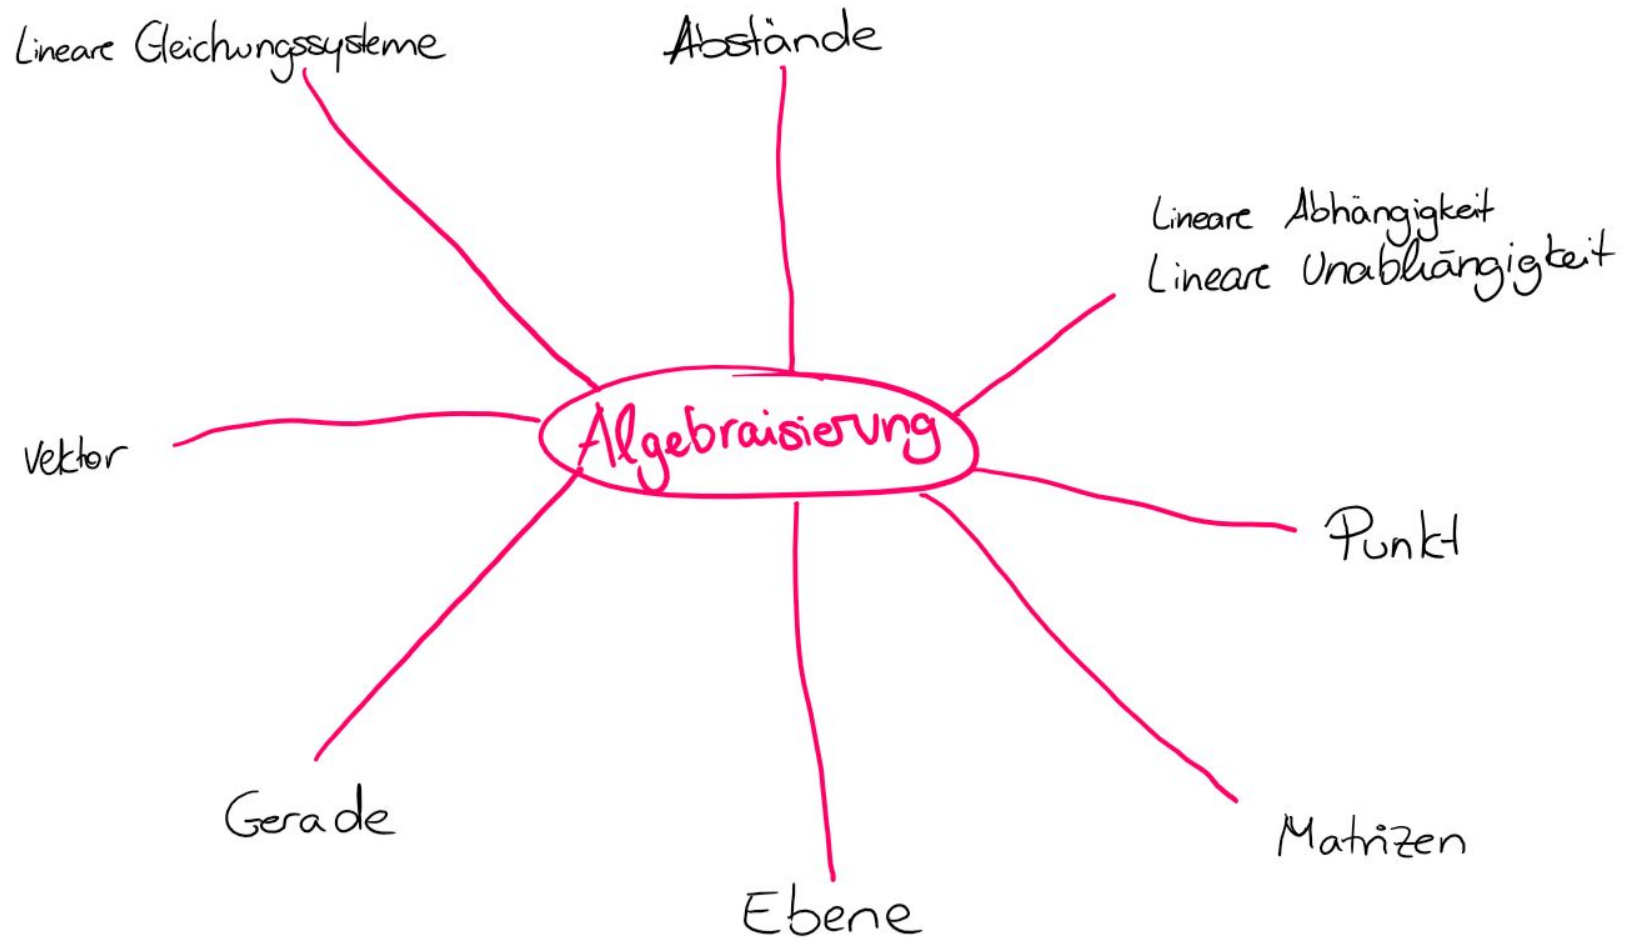 Lineare Gleichungssysteme
Abstände
Lineare Abhängigkeit
Lineare Unabhängigkeit
Algebraisierung
Vektor
Punkt
Gerade
Matrizen
Ebene